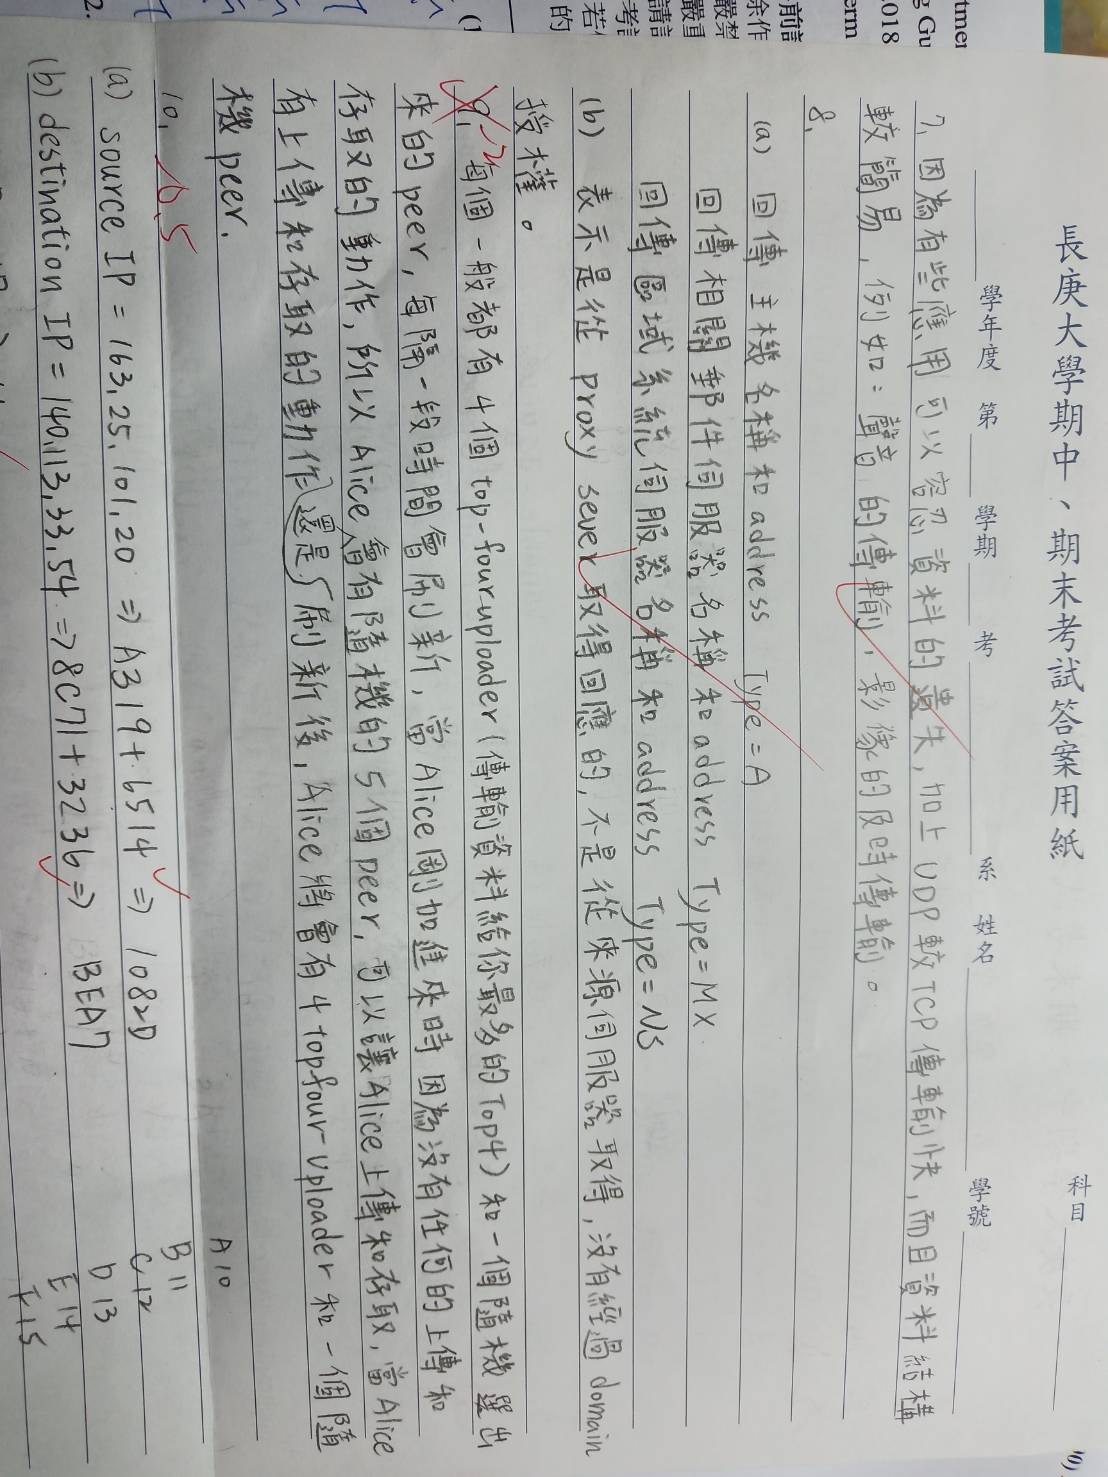 長庚大學期中、期末考試答案用紙
科目
學年度 第 學期 考 系 姓名 學號
7. 因為有些應用可以容忍資料的遺失,加上UDP較TCP傳輸快,而且資料結構
較簡易,例如:聲音的傳輸,影像的及時傳輸。
8.
(a) 回傳主機名稱和address Type=A
回傳相關郵件伺服器名稱和address Type=MX
回傳區域系統伺服器名稱和address Type=NS
(b) 表示是從proxy sever取得回應的,不是從來源伺服器取得,沒有經過domain
授權。
9. 每個一般都有4個top-four uploader(傳輸資料給你最多的Top4)和一個隨機選出
來的peer,每隔一段時間會刷新,當Alice剛加進來時因為沒有任何的上傳和
存取的動作,所以Alice會有隨機的5個peer,可以讓Alice上傳和存取,當Alice
有上傳和存取的動作還是刷新後,Alice將會有4 topfour-uploader和一個隨
機peer.
10. -0.5
(a) source IP = 163.25.101.20 => A319+6514 => 1082D
(b) destination IP = 140.113.33.54 => 8C71+3236 => BEA7
A10
B11
C12
D13
E14
F15
tmer
g Gu
2018
erm